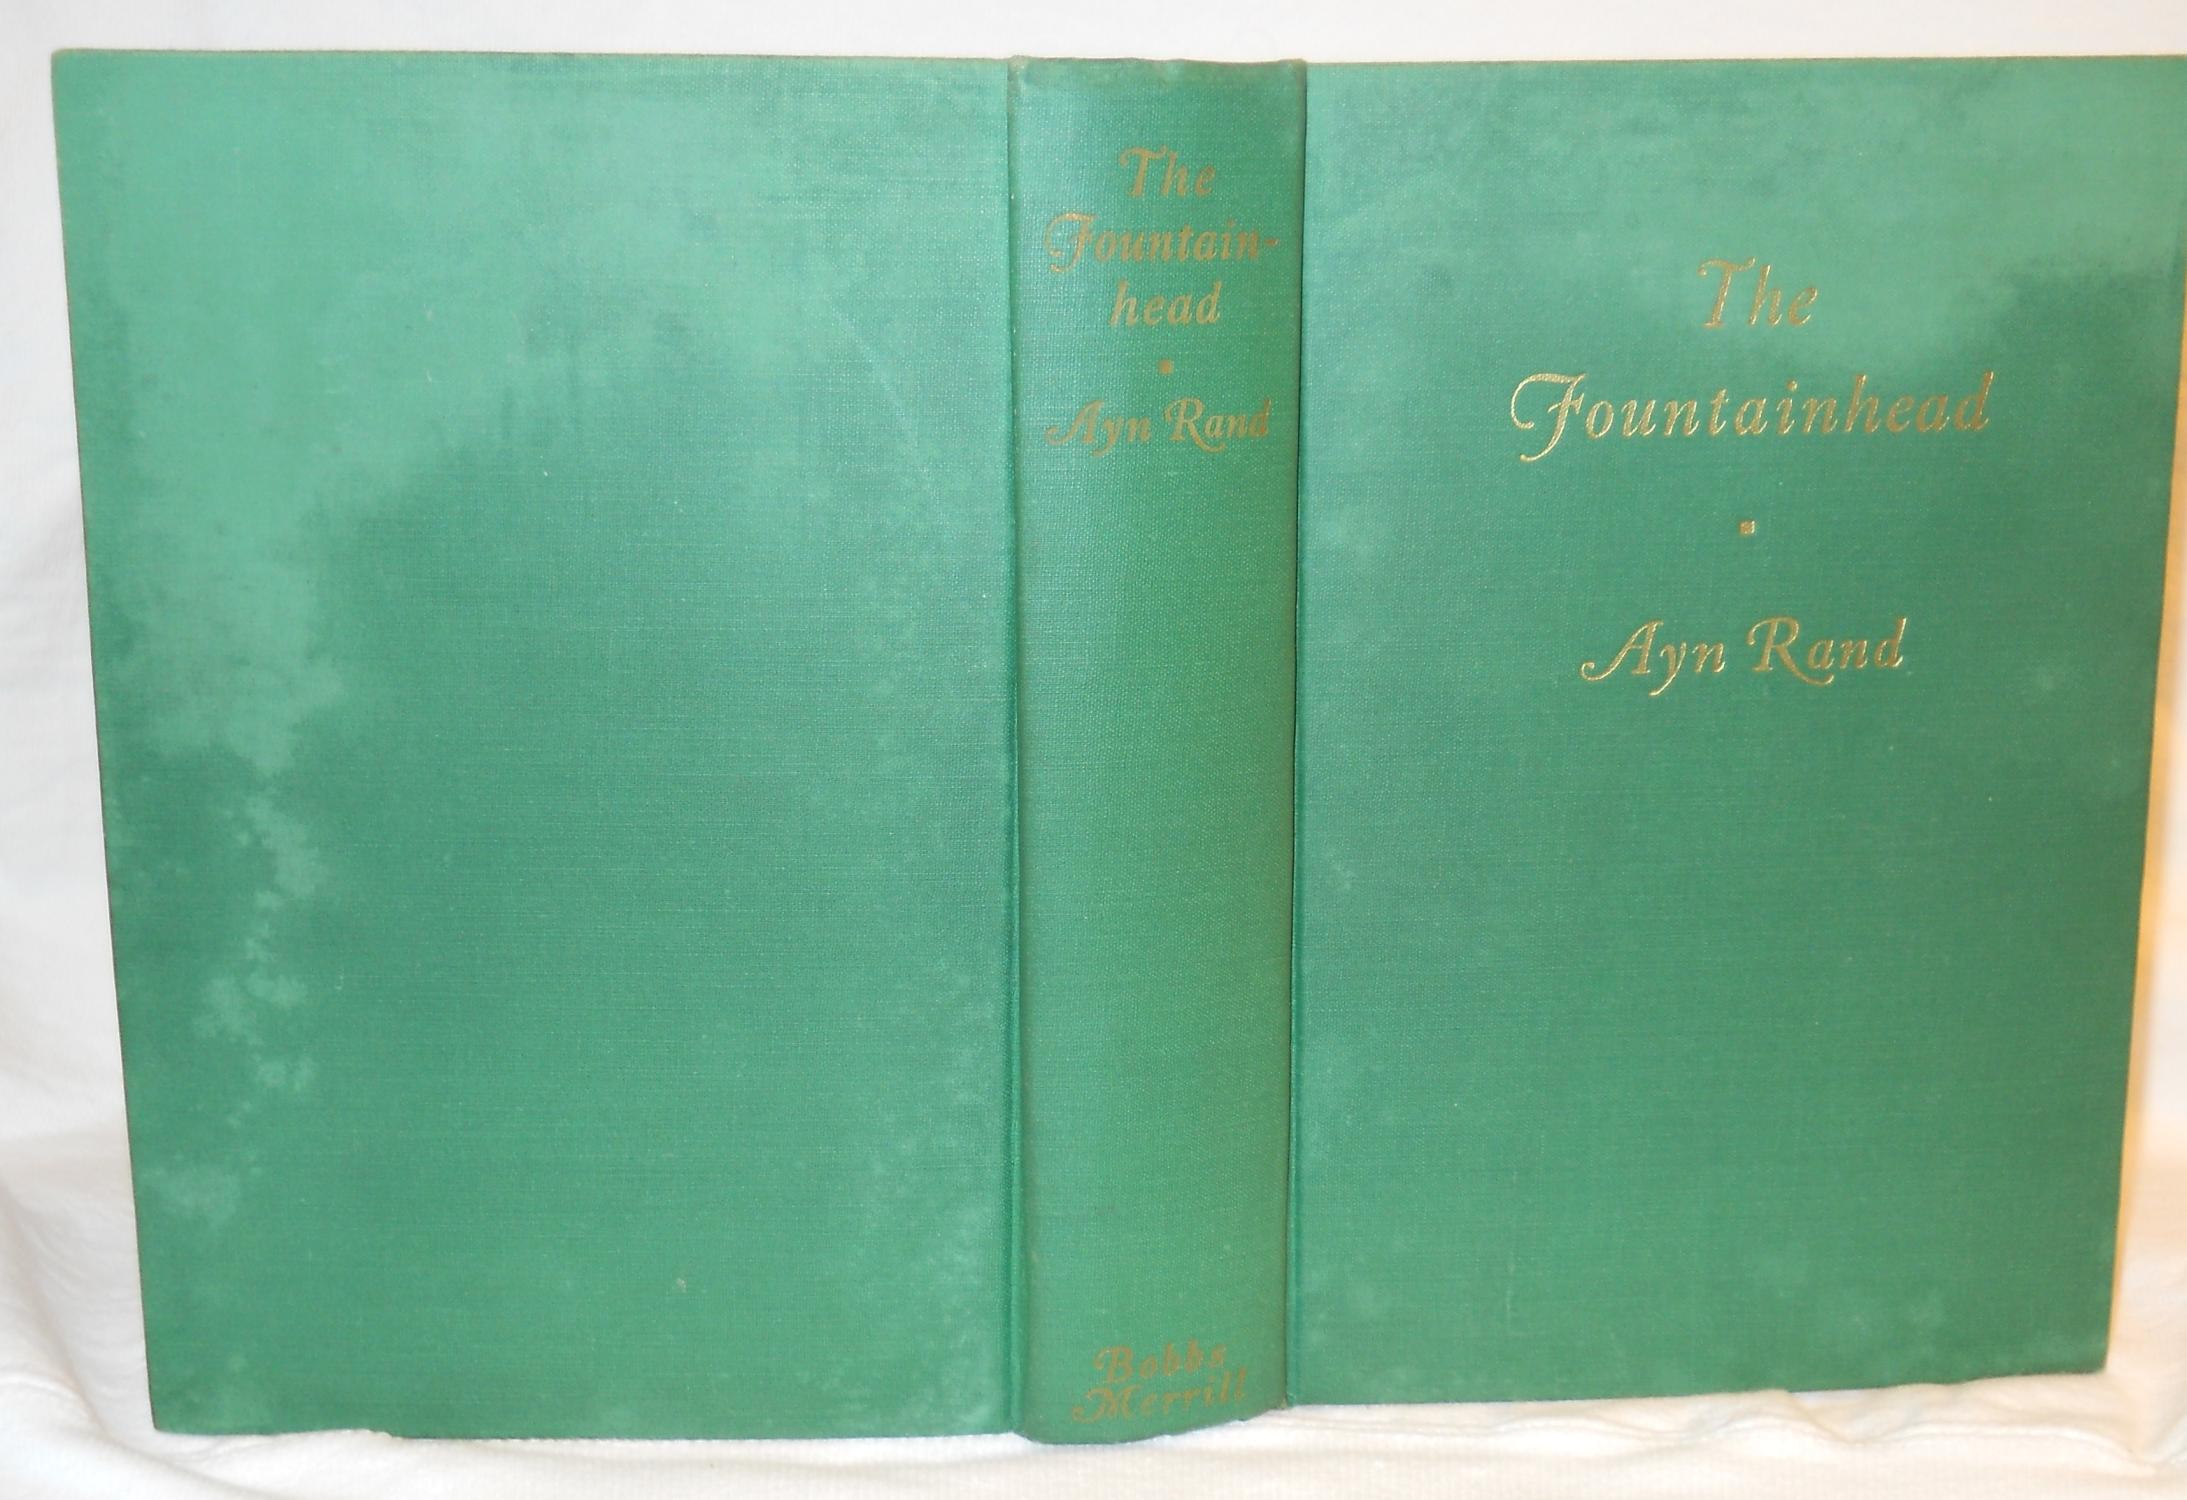 The
Fountain-
head
Ayn Rand
Bobbs
Merrill
The
Fountainhead
Ayn Rand